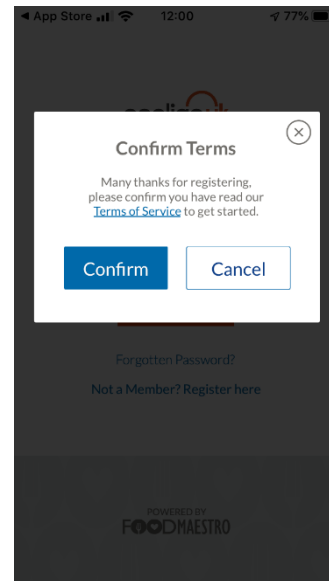 App Store 12:00 77%
Confirm Terms
Many thanks for registering,
please confirm you have read our
Terms of Service to get started.
Confirm Cancel
Forgotten Password?
Not a Member? Register here
POWERED BY
FOODMAESTRO